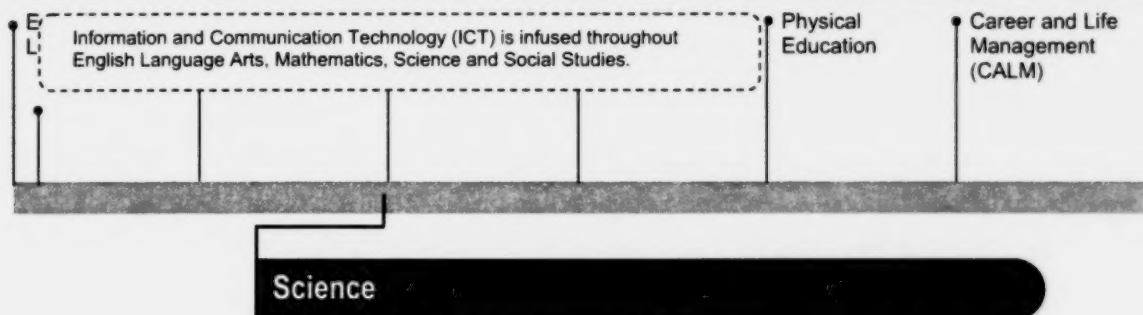 E
L
Information and Communication Technology (ICT) is infused throughout
English Language Arts, Mathematics, Science and Social Studies.
Physical
Education
Career and Life
Management
(CALM)
Science